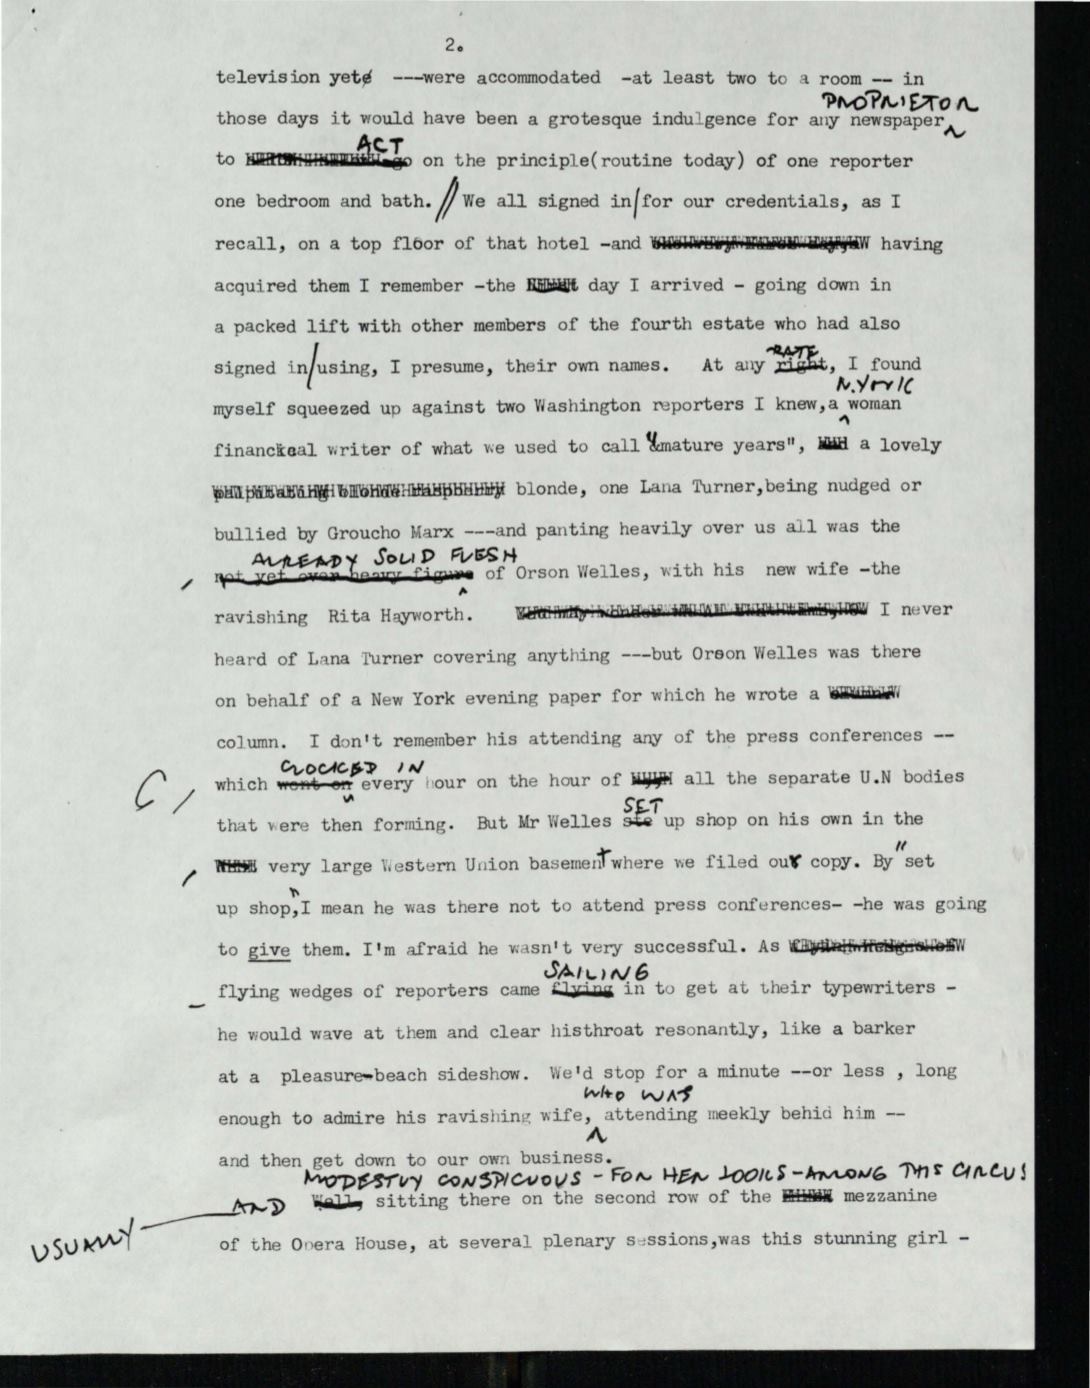 2.
television yet ---were accommodated -at least two to a room -- in
PROPRIETOR
those days it would have been a grotesque indulgence for any newspaper
ACT
to go on the principle(routine today) of one reporter
one bedroom and bath. // We all signed in/for our credentials, as I
recall, on a top floor of that hotel -and having
acquired them I remember -the day I arrived - going down in
a packed lift with other members of the fourth estate who had also
signed in/using, I presume, their own names. At any right, I found
RATE
N.YORK
myself squeezed up against two Washington reporters I knew,a woman
financial writer of what we used to call "mature years", a lovely
palpitating blonde raspberry blonde, one Lana Turner,being nudged or
bullied by Groucho Marx ---and panting heavily over us all was the
ALREADY SOLID FLESH
not yet over heavy figure of Orson Welles, with his new wife -the
ravishing Rita Hayworth. I never
heard of Lana Turner covering anything ---but Orson Welles was there
on behalf of a New York evening paper for which he wrote a
column. I don't remember his attending any of the press conferences --
CLOCKED IN
which went on every hour on the hour of all the separate U.N bodies
SET
that were then forming. But Mr Welles ste up shop on his own in the
very large Western Union basement where we filed our copy. By "set
up shop,"I mean he was there not to attend press conferences- -he was going
to give them. I'm afraid he wasn't very successful. As
SAILING
flying wedges of reporters came flying in to get at their typewriters -
he would wave at them and clear histhroat resonantly, like a barker
at a pleasure-beach sideshow. We'd stop for a minute --or less , long
WHO WAS
enough to admire his ravishing wife, attending meekly behid him --
and then get down to our own business.
MODESTLY CONSPICUOUS - FOR HER LOOKS - AMONG THIS CIRCUS
USUALLY AND Well, sitting there on the second row of the mezzanine
of the Opera House, at several plenary sessions,was this stunning girl -